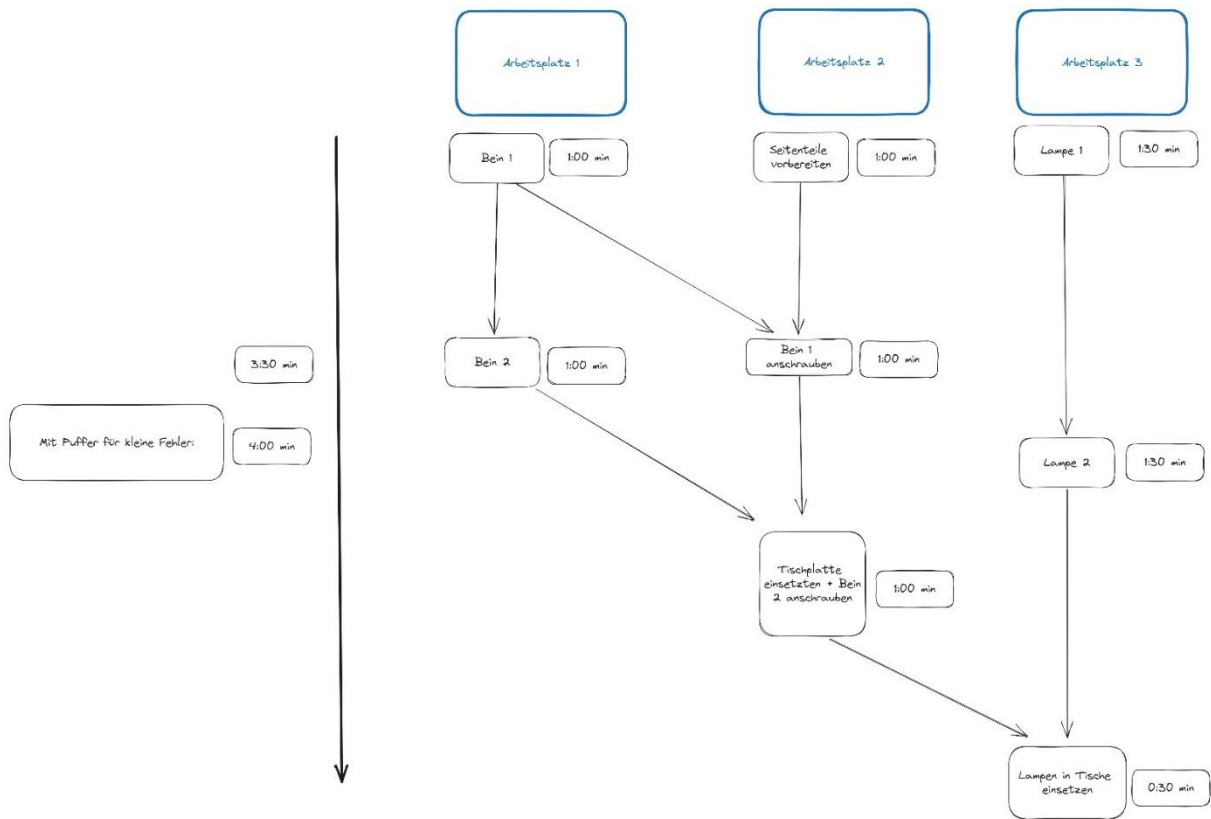 Arbeitsplatz 1
Arbeitsplatz 2
Arbeitsplatz 3
Bein 1
1:00 min
Seitenteile
vorbereiten
1:00 min
Lampe 1
1:30 min
Bein 2
1:00 min
Bein 1
anschrauben
1:00 min
3:30 min
Mit Puffer für kleine Fehler:
4:00 min
Lampe 2
1:30 min
Tischplatte
einsetzten + Bein
2 anschrauben
1:00 min
Lampen in Tische
einsetzen
0:30 min